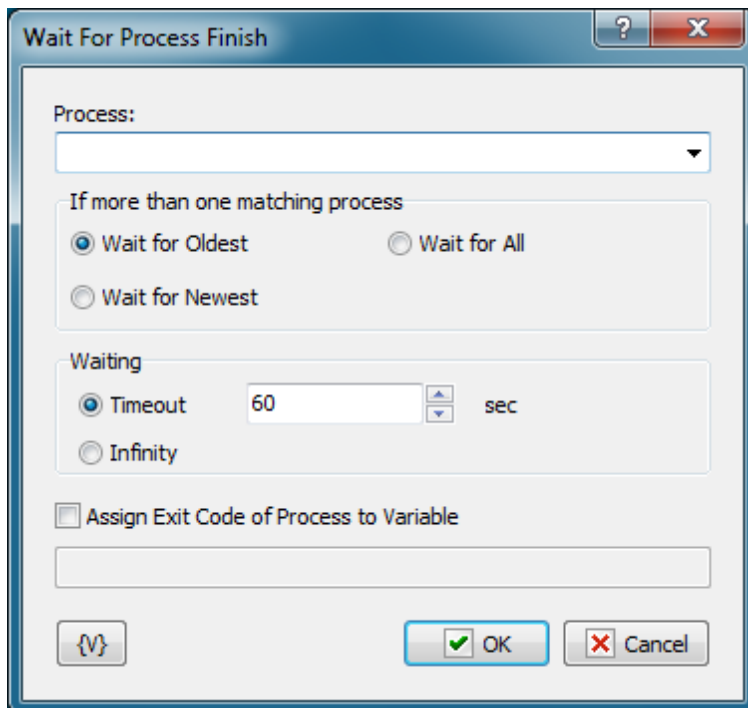 Wait For Process Finish
?
Process:
If more than one matching process
Wait for Oldest
Wait for All
Wait for Newest
Waiting
Timeout
60
sec
Infinity
Assign Exit Code of Process to Variable
{V}
OK
Cancel